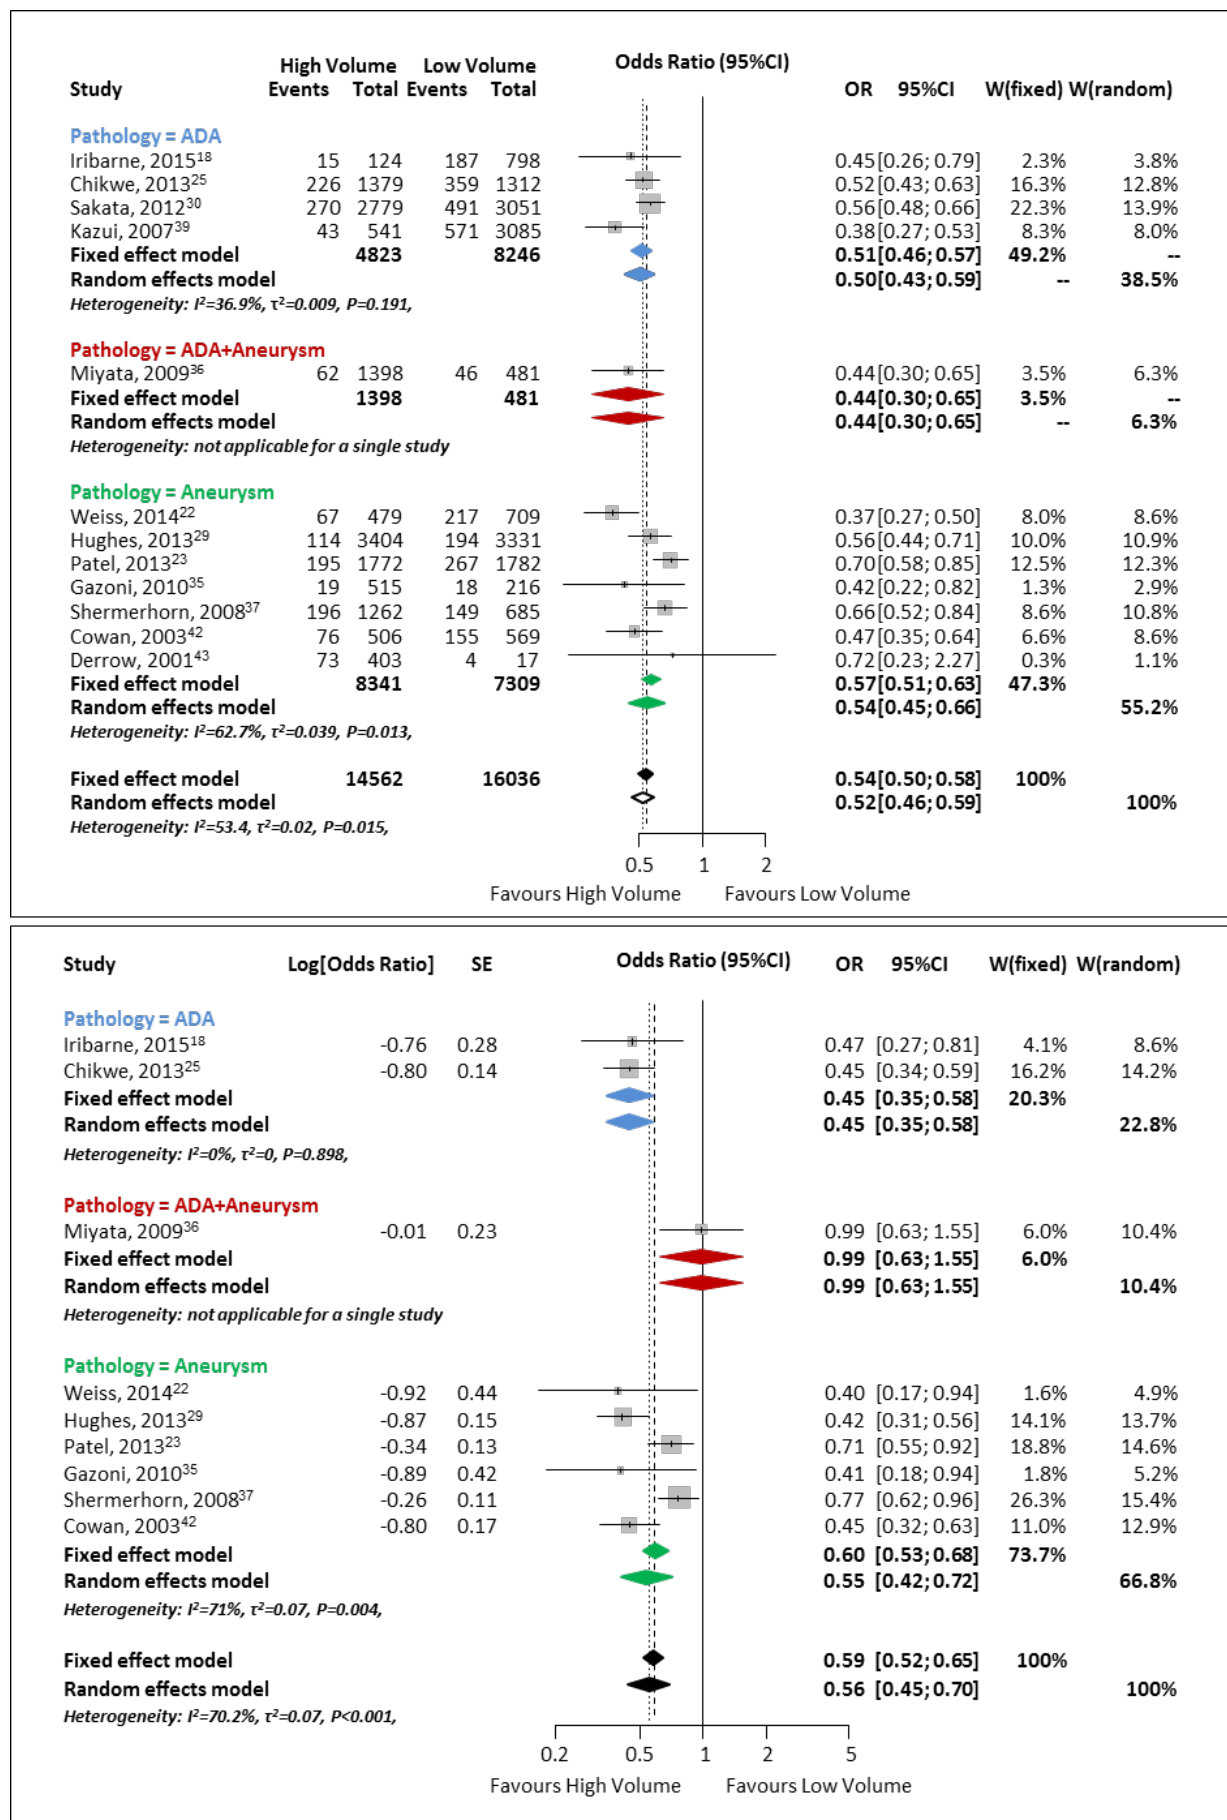 High Volume Low Volume Odds Ratio (95%CI)
Study Events Total Events Total OR 95%CI W(fixed) W(random)
Pathology = ADA
Iribarne, 2015¹⁸ 15 124 187 798 0.45 [0.26; 0.79] 2.3% 3.8%
Chikwe, 2013²⁵ 226 1379 359 1312 0.52 [0.43; 0.63] 16.3% 12.8%
Sakata, 2012³⁰ 270 2779 491 3051 0.56 [0.48; 0.66] 22.3% 13.9%
Kazui, 2007³⁹ 43 541 571 3085 0.38 [0.27; 0.53] 8.3% 8.0%
Fixed effect model 4823 8246 0.51 [0.46; 0.57] 49.2% --
Random effects model 0.50 [0.43; 0.59] -- 38.5%
Heterogeneity: I²=36.9%, τ²=0.009, P=0.191,
Pathology = ADA+Aneurysm
Miyata, 2009³⁶ 62 1398 46 481 0.44 [0.30; 0.65] 3.5% 6.3%
Fixed effect model 1398 481 0.44 [0.30; 0.65] 3.5% --
Random effects model 0.44 [0.30; 0.65] -- 6.3%
Heterogeneity: not applicable for a single study
Pathology = Aneurysm
Weiss, 2014²² 67 479 217 709 0.37 [0.27; 0.50] 8.0% 8.6%
Hughes, 2013²⁹ 114 3404 194 3331 0.56 [0.44; 0.71] 10.0% 10.9%
Patel, 2013²³ 195 1772 267 1782 0.70 [0.58; 0.85] 12.5% 12.3%
Gazoni, 2010³⁵ 19 515 18 216 0.42 [0.22; 0.82] 1.3% 2.9%
Shermerhorn, 2008³⁷ 196 1262 149 685 0.66 [0.52; 0.84] 8.6% 10.8%
Cowan, 2003⁴² 76 506 155 569 0.47 [0.35; 0.64] 6.6% 8.6%
Derrow, 2001⁴³ 73 403 4 17 0.72 [0.23; 2.27] 0.3% 1.1%
Fixed effect model 8341 7309 0.57 [0.51; 0.63] 47.3%
Random effects model 0.54 [0.45; 0.66] 55.2%
Heterogeneity: I²=62.7%, τ²=0.039, P=0.013,
Fixed effect model 14562 16036 0.54 [0.50; 0.58] 100%
Random effects model 0.52 [0.46; 0.59] 100%
Heterogeneity: I²=53.4, τ²=0.02, P=0.015,
0.5 1 2
Favours High Volume Favours Low Volume
Study Log[Odds Ratio] SE Odds Ratio (95%CI) OR 95%CI W(fixed) W(random)
Pathology = ADA
Iribarne, 2015¹⁸ -0.76 0.28 0.47 [0.27; 0.81] 4.1% 8.6%
Chikwe, 2013²⁵ -0.80 0.14 0.45 [0.34; 0.59] 16.2% 14.2%
Fixed effect model 0.45 [0.35; 0.58] 20.3%
Random effects model 0.45 [0.35; 0.58] 22.8%
Heterogeneity: I²=0%, τ²=0, P=0.898,
Pathology = ADA+Aneurysm
Miyata, 2009³⁶ -0.01 0.23 0.99 [0.63; 1.55] 6.0% 10.4%
Fixed effect model 0.99 [0.63; 1.55] 6.0%
Random effects model 0.99 [0.63; 1.55] 10.4%
Heterogeneity: not applicable for a single study
Pathology = Aneurysm
Weiss, 2014²² -0.92 0.44 0.40 [0.17; 0.94] 1.6% 4.9%
Hughes, 2013²⁹ -0.87 0.15 0.42 [0.31; 0.56] 14.1% 13.7%
Patel, 2013²³ -0.34 0.13 0.71 [0.55; 0.92] 18.8% 14.6%
Gazoni, 2010³⁵ -0.89 0.42 0.41 [0.18; 0.94] 1.8% 5.2%
Shermerhorn, 2008³⁷ -0.26 0.11 0.77 [0.62; 0.96] 26.3% 15.4%
Cowan, 2003⁴² -0.80 0.17 0.45 [0.32; 0.63] 11.0% 12.9%
Fixed effect model 0.60 [0.53; 0.68] 73.7%
Random effects model 0.55 [0.42; 0.72] 66.8%
Heterogeneity: I²=71%, τ²=0.07, P=0.004,
Fixed effect model 0.59 [0.52; 0.65] 100%
Random effects model 0.56 [0.45; 0.70] 100%
Heterogeneity: I²=70.2%, τ²=0.07, P<0.001,
0.2 0.5 1 2 5
Favours High Volume Favours Low Volume